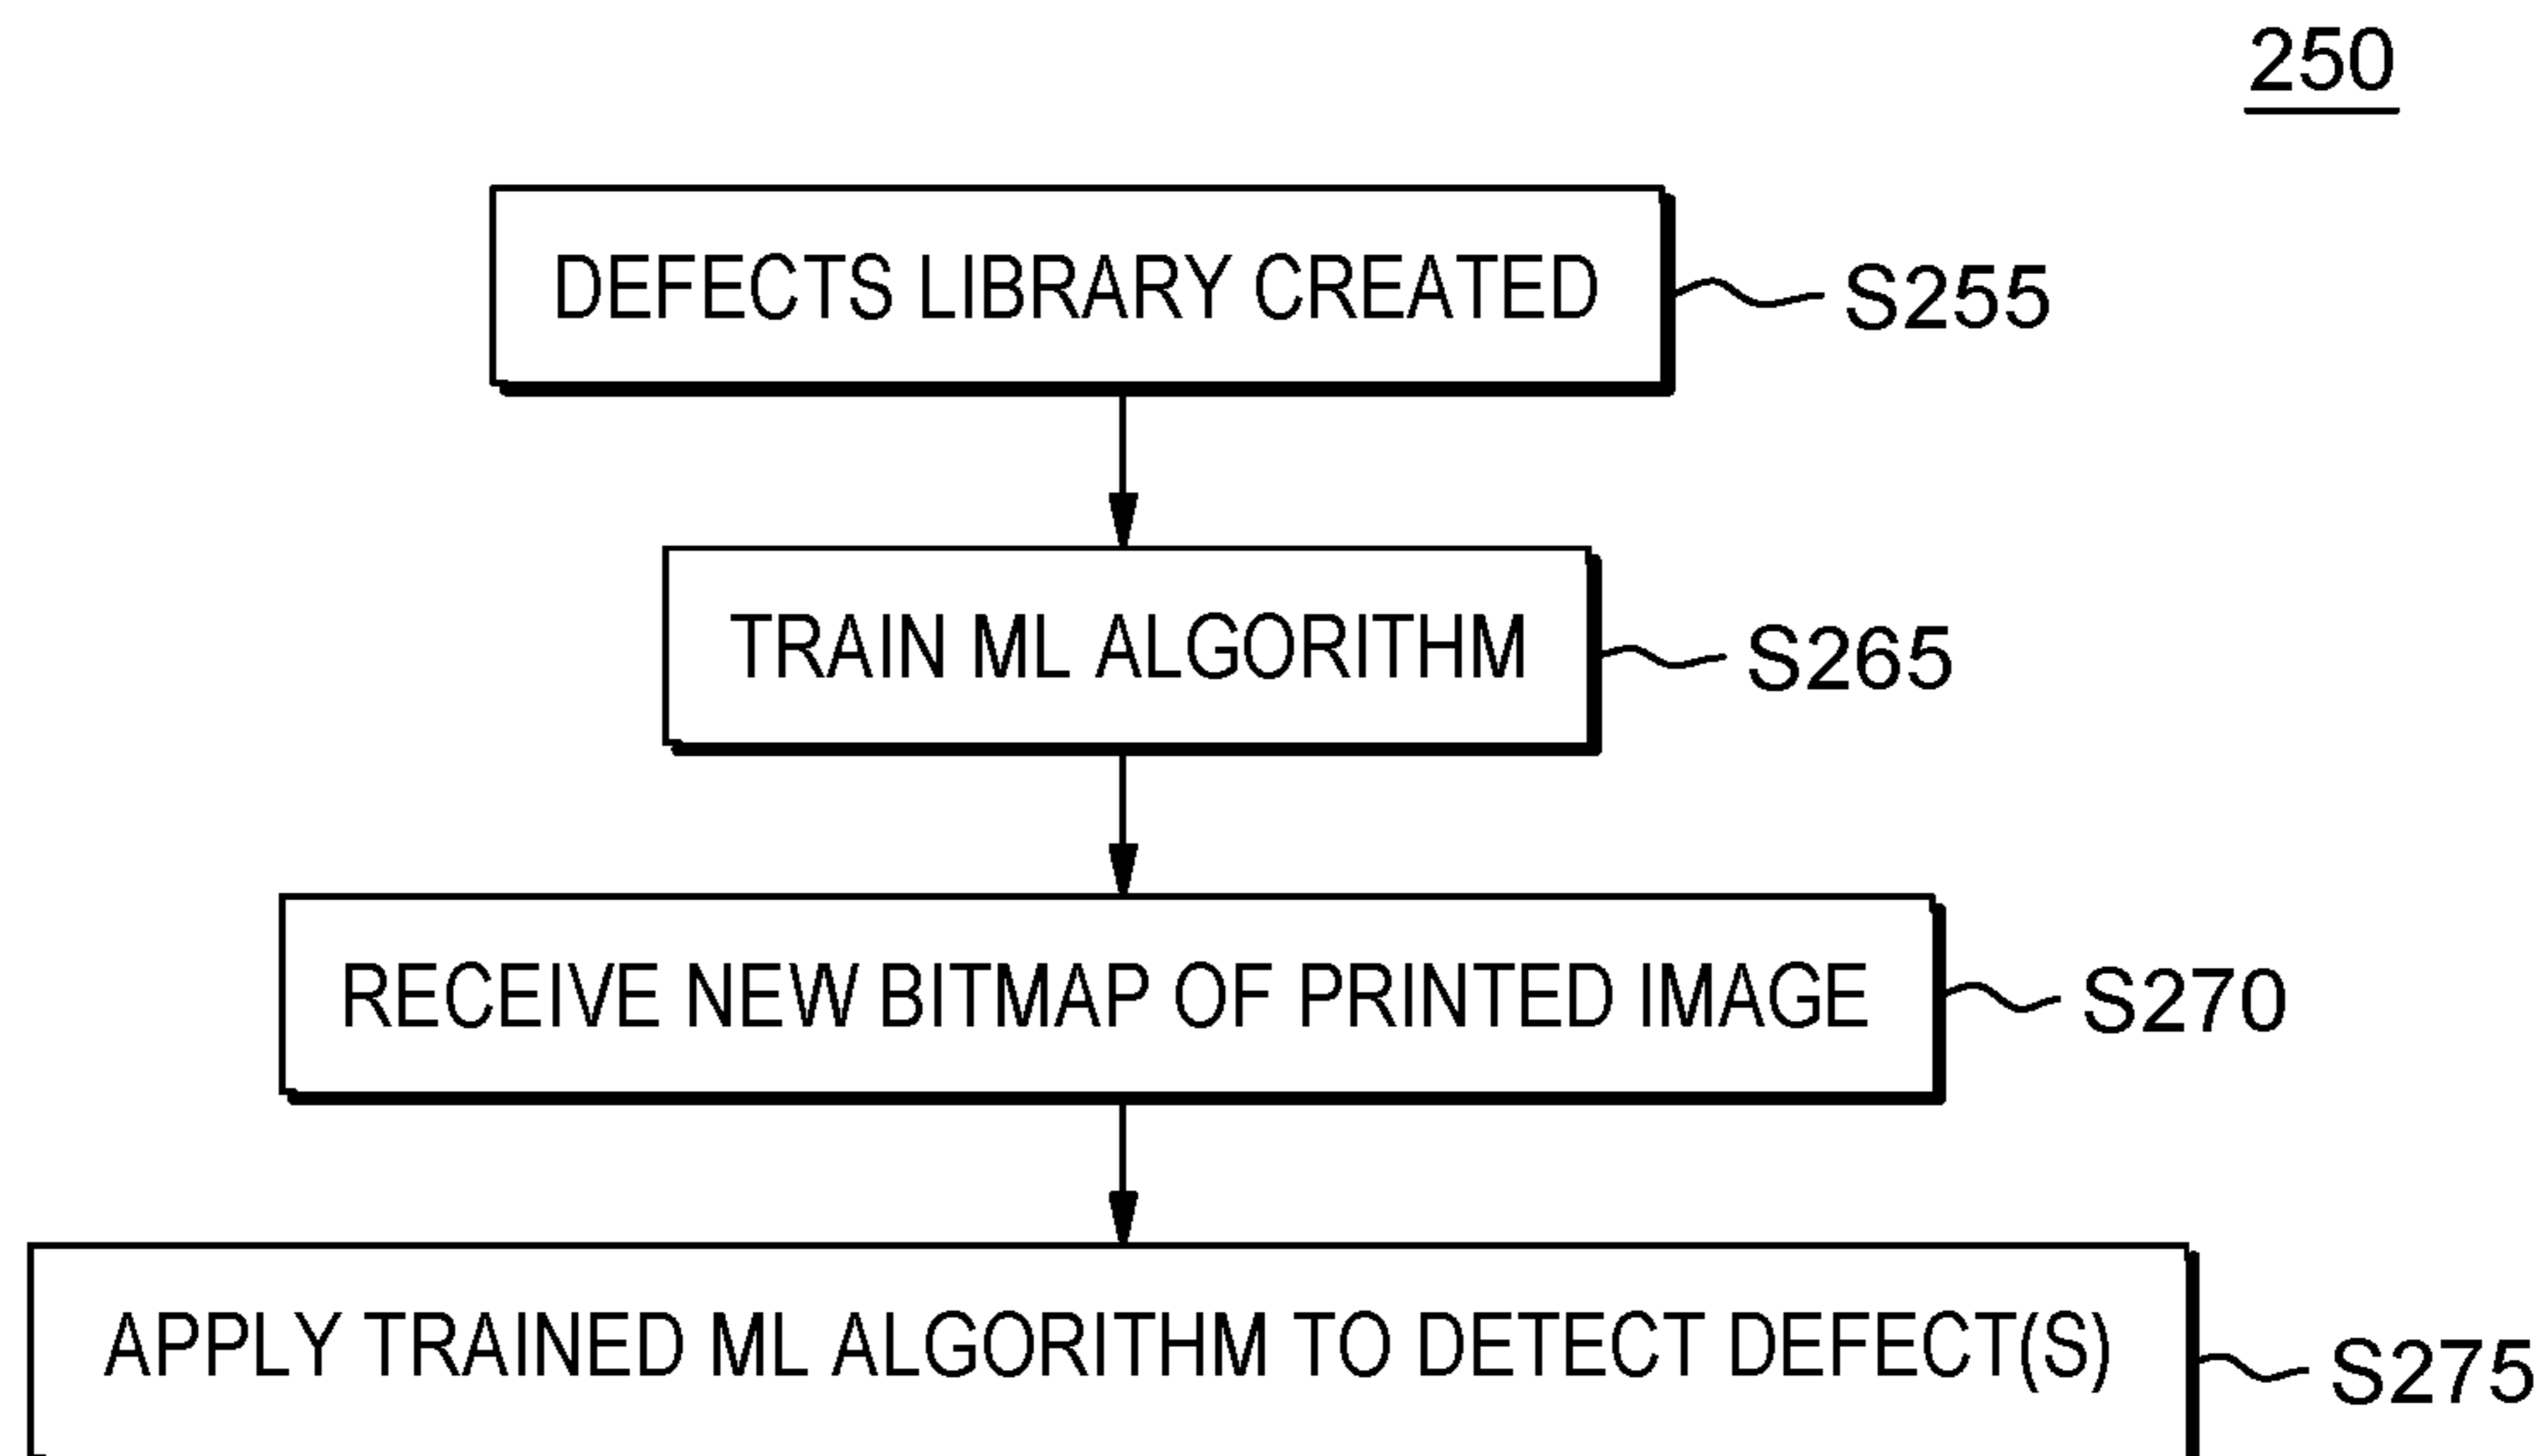 250
DEFECTS LIBRARY CREATED
S255
TRAIN ML ALGORITHM
S265
RECEIVE NEW BITMAP OF PRINTED IMAGE
S270
APPLY TRAINED ML ALGORITHM TO DETECT DEFECT(S)
S275